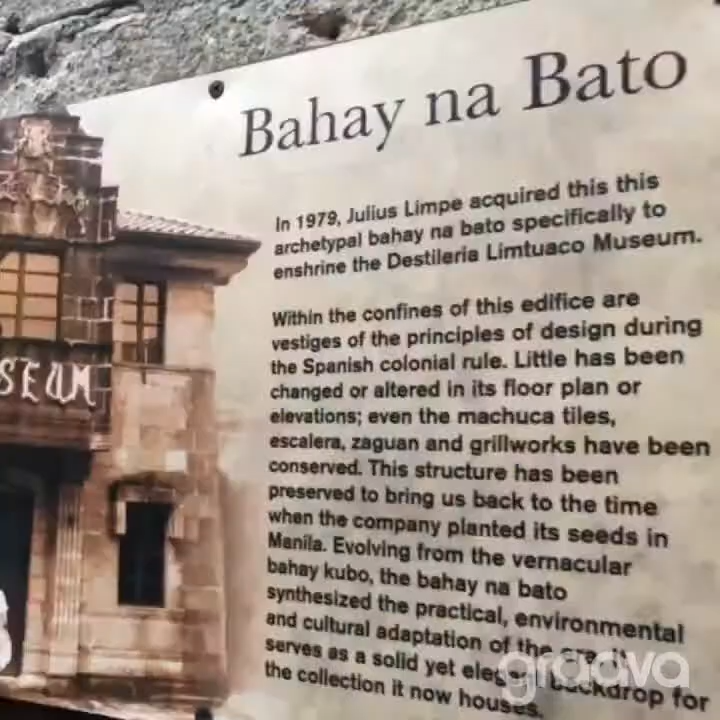 Bahay na Bato
In 1979, Julius Limpe acquired this this
archetypal bahay na bato specifically to
enshrine the Destileria Limtuaco Museum.
Within the confines of this edifice are
vestiges of the principles of design during
the Spanish colonial rule. Little has been
changed or altered in its floor plan or
elevations; even the machuca tiles,
escalera, zaguan and grillworks have been
conserved. This structure has been
preserved to bring us back to the time
when the company planted its seeds in
Manila. Evolving from the vernacular
bahay kubo, the bahay na bato
synthesized the practical, environmental
and cultural adaptation of the
serves as a solid yet elegant backdrop for
the collection it now houses.
SEUM
graava